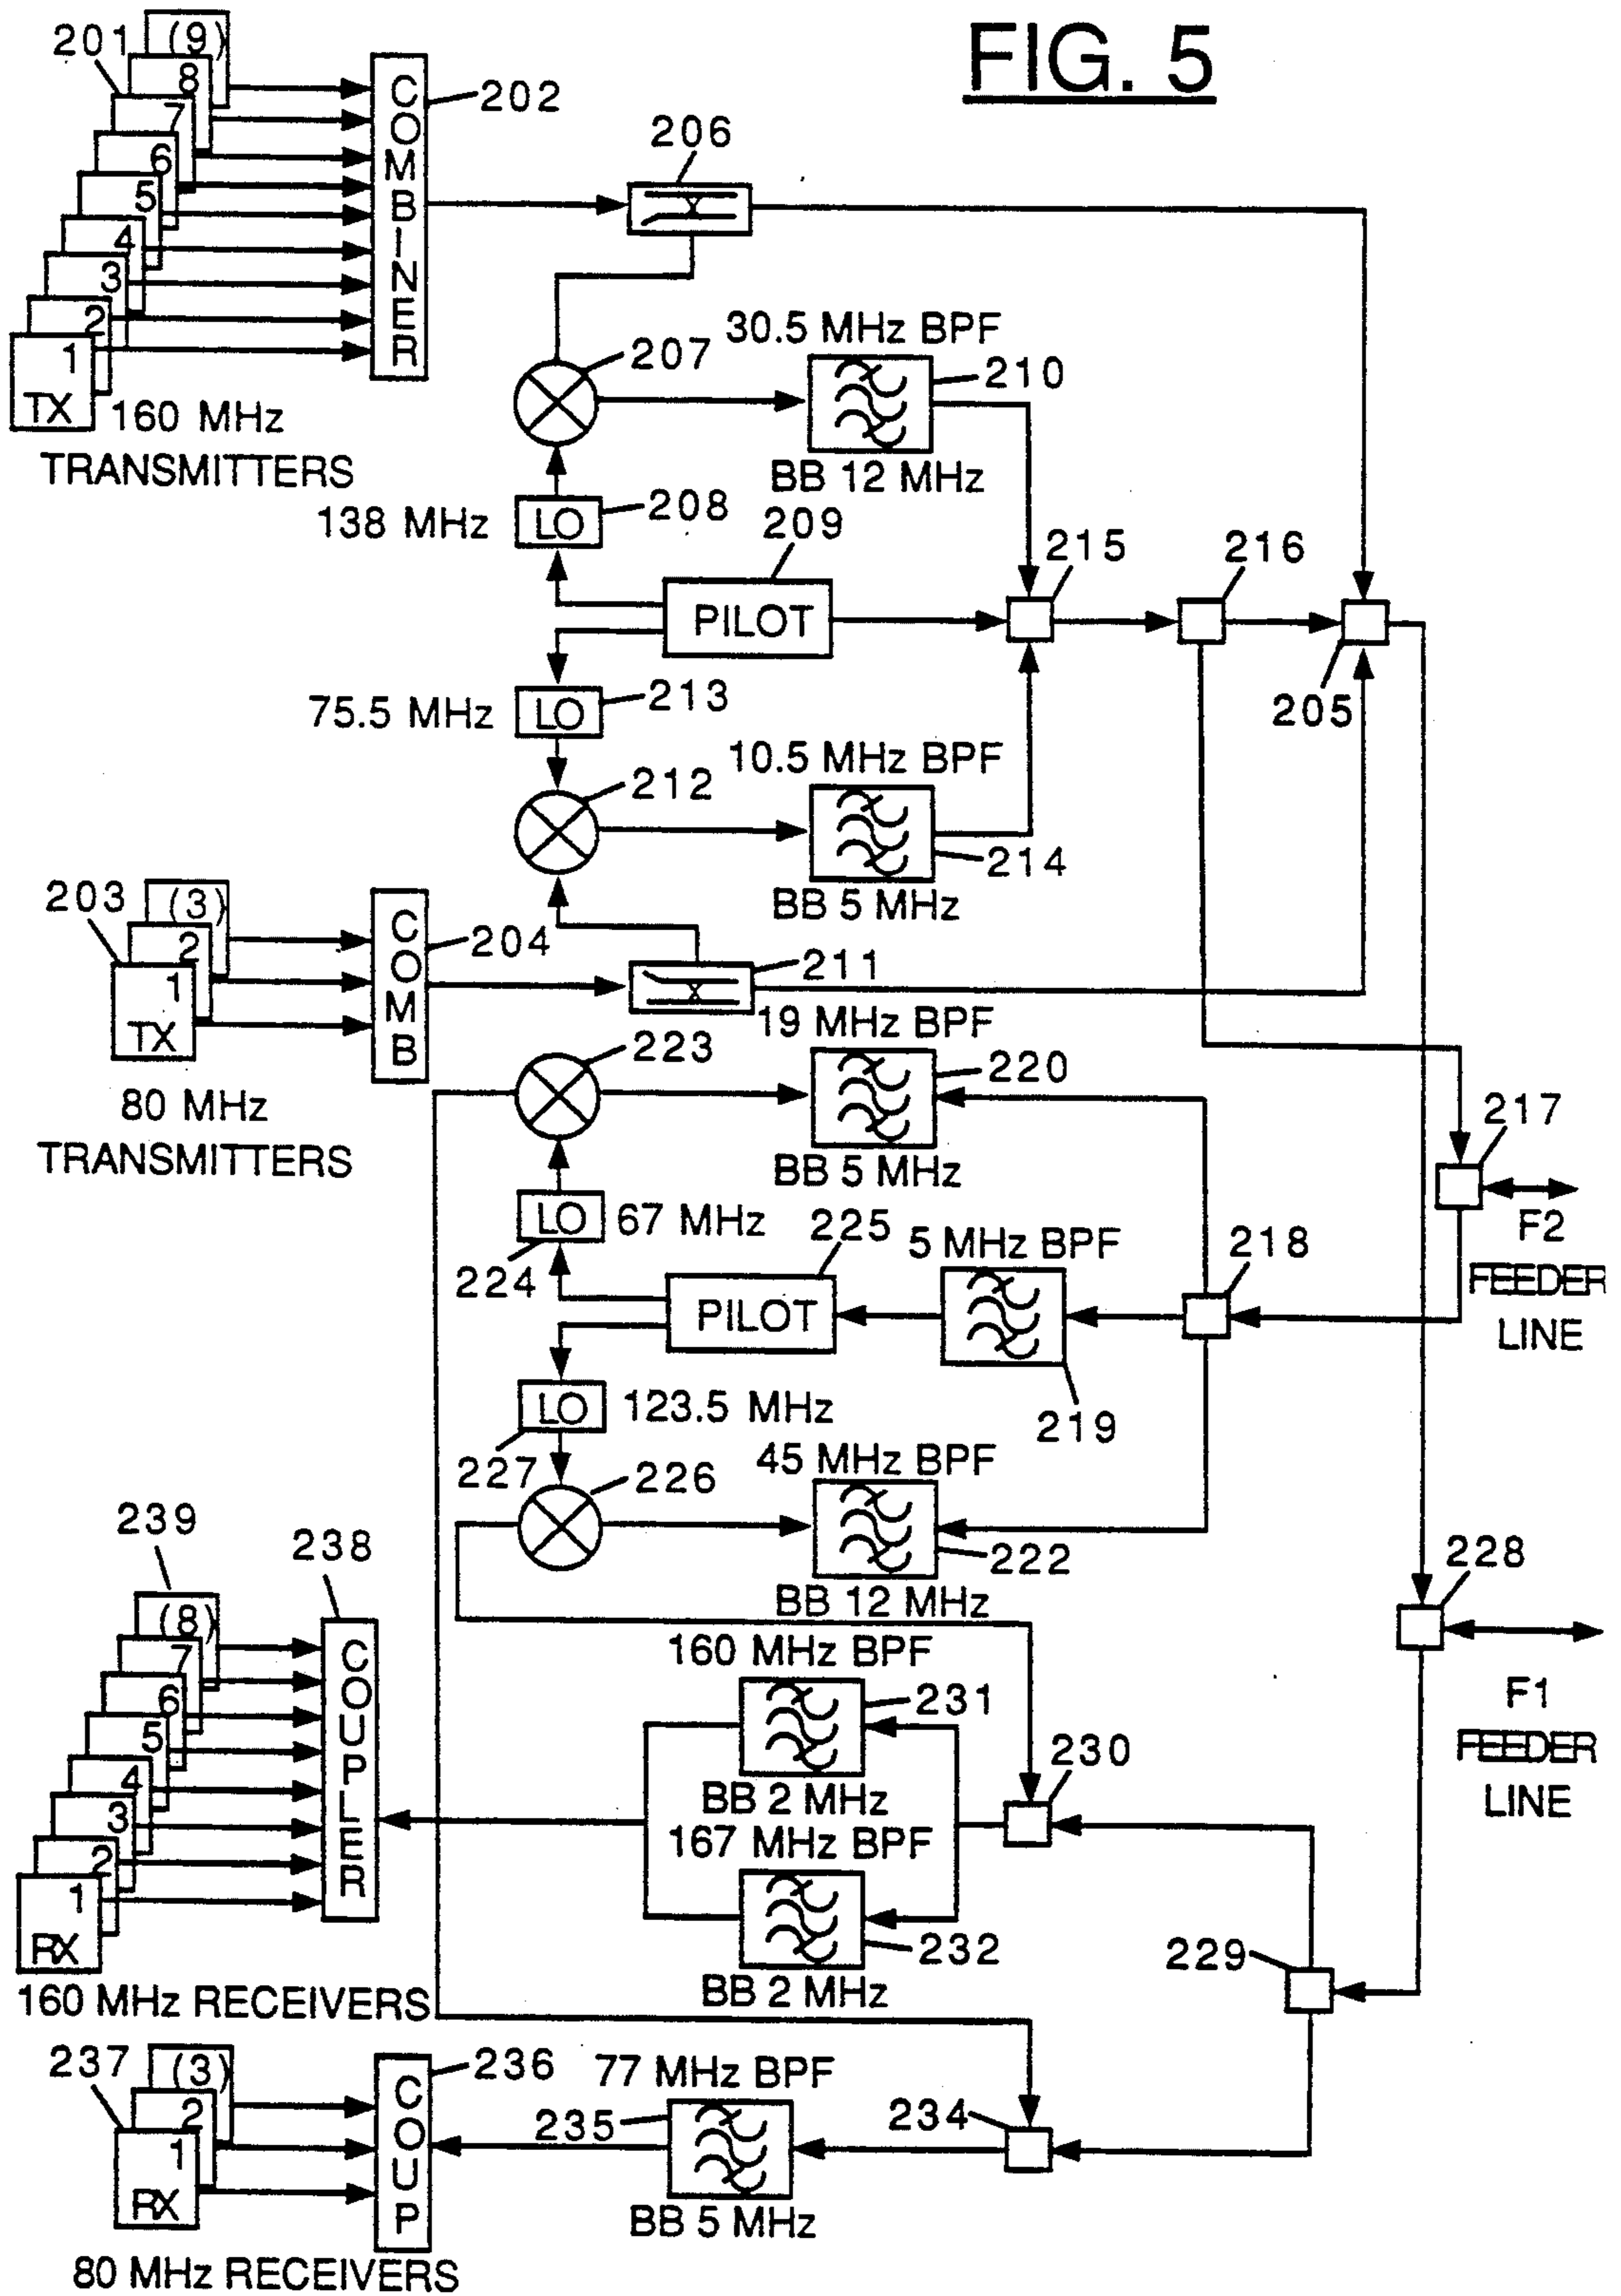 FIG. 5
201
(9)
8
7
6
5
4
3
2
1
TX
160 MHz
TRANSMITTERS
COMBINER
202
206
207
30.5 MHz BPF
210
BB 12 MHz
138 MHz
LO
208
209
PILOT
215
216
205
75.5 MHz
LO
213
10.5 MHz BPF
212
214
BB 5 MHz
203
(3)
2
1
TX
80 MHz
TRANSMITTERS
COMB
204
211
19 MHz BPF
223
220
BB 5 MHz
217
F2
FEEDER
LINE
LO
67 MHz
224
225
PILOT
5 MHz BPF
218
219
LO
123.5 MHz
227
226
45 MHz BPF
222
BB 12 MHz
228
F1
FEEDER
LINE
239
238
(8)
7
6
5
4
3
2
1
RX
160 MHz RECEIVERS
COUPLER
160 MHz BPF
231
BB 2 MHz
230
167 MHz BPF
232
BB 2 MHz
229
237
(3)
2
1
RX
80 MHz RECEIVERS
COUP
236
77 MHz BPF
235
BB 5 MHz
234